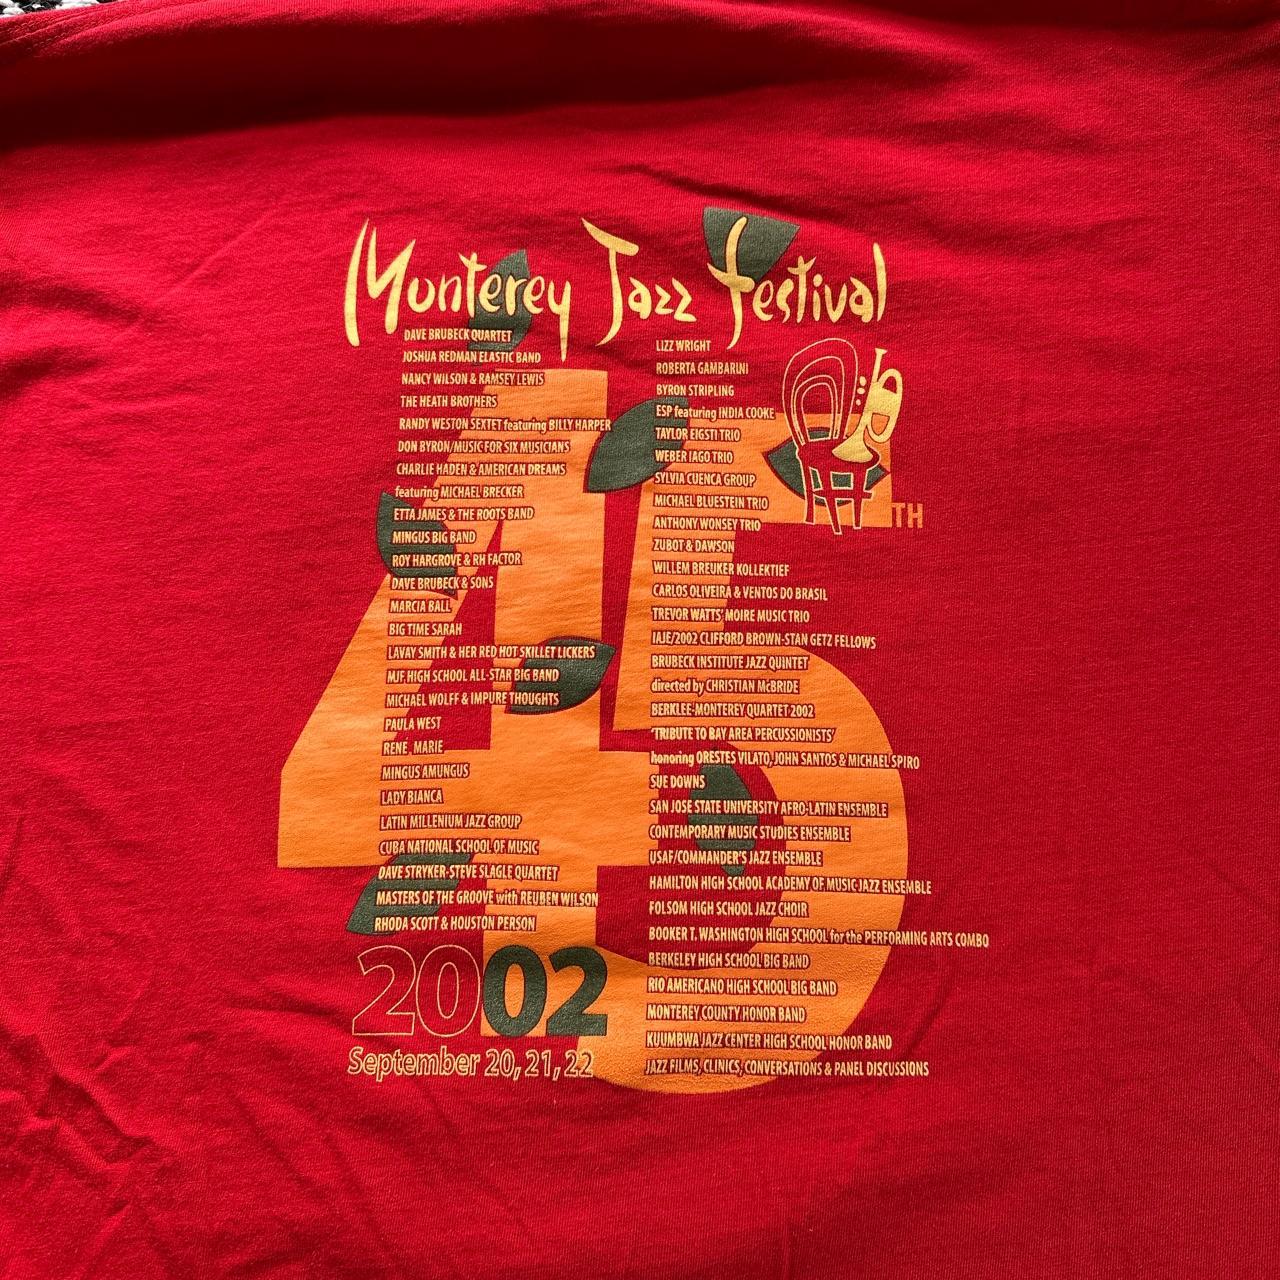 Monterey Jazz Festival
DAVE BRUBECK QUARTET
JOSHUA REDMAN ELASTIC BAND
NANCY WILSON & RAMSEY LEWIS
THE HEATH BROTHERS
RANDY WESTON SEXTET featuring BILLY HARPER
DON BYRON/MUSIC FOR SIX MUSICIANS
CHARLIE HADEN & AMERICAN DREAMS
featuring MICHAEL BRECKER
ETTA JAMES & THE ROOTS BAND
MINGUS BIG BAND
ROY HARGROVE & RH FACTOR
DAVE BRUBECK & SONS
MARCIA BALL
BIG TIME SARAH
LAVAY SMITH & HER RED HOT SKILLET LICKERS
MJF HIGH SCHOOL ALL-STAR BIG BAND
MICHAEL WOLFF & IMPURE THOUGHTS
PAULA WEST
RENE MARIE
MINGUS AMUNGUS
LADY BIANCA
LATIN MILLENIUM JAZZ GROUP
CUBA NATIONAL SCHOOL OF MUSIC
DAVE STRYKER-STEVE SLAGLE QUARTET
MASTERS OF THE GROOVE with REUBEN WILSON
RHODA SCOTT & HOUSTON PERSON
LIZZ WRIGHT
ROBERTA GAMBARINI
BYRON STRIPLING
ESP featuring INDIA COOKE
TAYLOR EIGSTI TRIO
WEBER IAGO TRIO
SYLVIA CUENCA GROUP
MICHAEL BLUESTEIN TRIO
ANTHONY WONSEY TRIO
ZUBOT & DAWSON
WILLEM BREUKER KOLLEKTIEF
CARLOS OLIVEIRA & VENTOS DO BRASIL
TREVOR WATTS' MOIRE MUSIC TRIO
IAJE/2002 CLIFFORD BROWN-STAN GETZ FELLOWS
BRUBECK INSTITUTE JAZZ QUINTET
directed by CHRISTIAN McBRIDE
BERKLEE-MONTEREY QUARTET 2002
'TRIBUTE TO BAY AREA PERCUSSIONISTS'
honoring ORESTES VILATO, JOHN SANTOS & MICHAEL SPIRO
SUE DOWNS
SAN JOSE STATE UNIVERSITY AFRO-LATIN ENSEMBLE
CONTEMPORARY MUSIC STUDIES ENSEMBLE
USAF/COMMANDER'S JAZZ ENSEMBLE
HAMILTON HIGH SCHOOL ACADEMY OF MUSIC JAZZ ENSEMBLE
FOLSOM HIGH SCHOOL JAZZ CHOIR
BOOKER T. WASHINGTON HIGH SCHOOL for the PERFORMING ARTS COMBO
BERKELEY HIGH SCHOOL BIG BAND
RIO AMERICANO HIGH SCHOOL BIG BAND
MONTEREY COUNTY HONOR BAND
KUUMBWA JAZZ CENTER HIGH SCHOOL HONOR BAND
JAZZ FILMS, CLINICS, CONVERSATIONS & PANEL DISCUSSIONS
45TH
2002
September 20, 21, 22